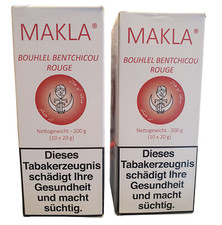 MAKLA®
BOUHLEL BENTCHICOU
ROUGE
Nettogewicht - 200 g
(10 x 20 g)
Dieses
Tabakerzeugnis
schädigt Ihre
Gesundheit
und macht
süchtig.
MAKLA®
BOUHLEL BENTCHICOU
ROUGE
Nettogewicht - 200 g
(10 x 20 g)
Dieses
Tabakerzeugnis
schädigt Ihre
Gesundheit
und macht
süchtig.